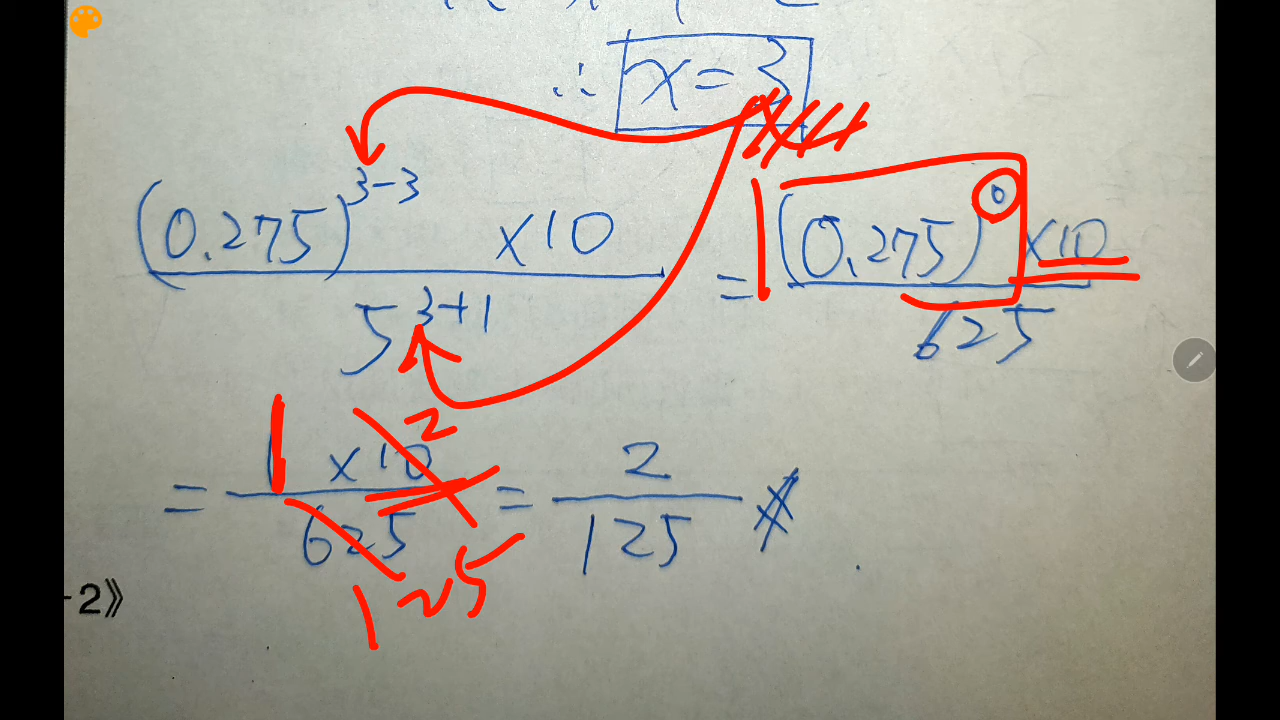 ∴ x = 3
(0.275)^{3-3} ×10 / 5^{3+1} = 1 (0.275)^0 ×10 / 625
= 1 ×10 2 / 625 125 = 2 / 125
-2》